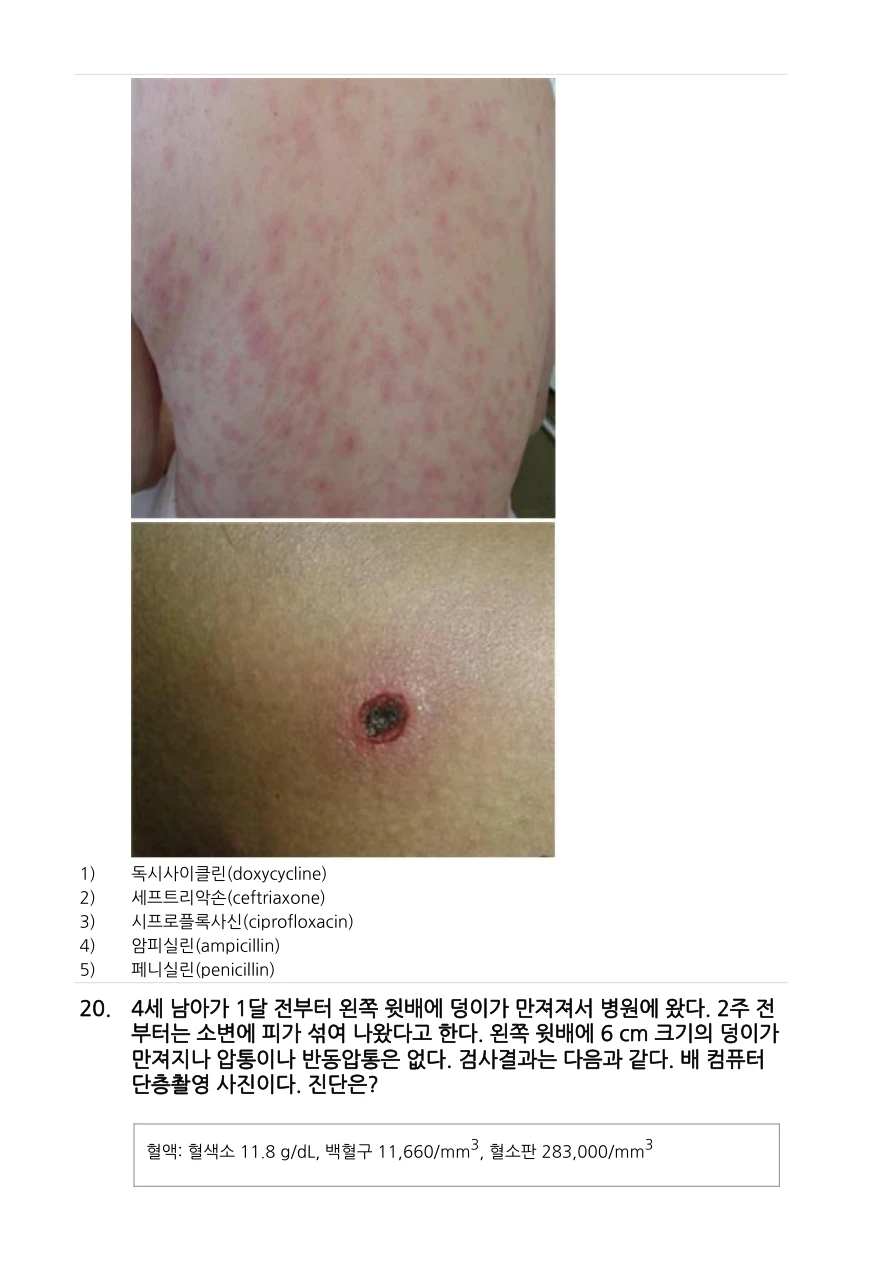 1) 독시사이클린(doxycycline)
2) 세프트리악손(ceftriaxone)
3) 시프로플록사신(ciprofloxacin)
4) 암피실린(ampicillin)
5) 페니실린(penicillin)
20. 4세 남아가 1달 전부터 왼쪽 윗배에 덩이가 만져져서 병원에 왔다. 2주 전
부터는 소변에 피가 섞여 나왔다고 한다. 왼쪽 윗배에 6 cm 크기의 덩이가
만져지나 압통이나 반동압통은 없다. 검사결과는 다음과 같다. 배 컴퓨터
단층촬영 사진이다. 진단은?
혈액: 혈색소 11.8 g/dL, 백혈구 11,660/mm³, 혈소판 283,000/mm³